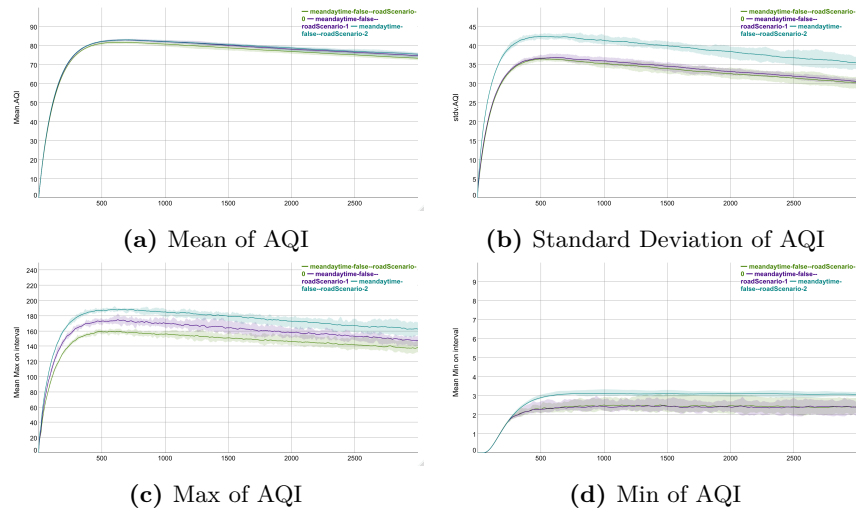 — meandaytime-false--roadScenario-
0 — meandaytime-false--
roadScenario-1 — meandaytime-
false--roadScenario-2
Mean AQI
90
80
70
60
50
40
30
20
10
0
500
1000
1500
2000
2500
(a) Mean of AQI
— meandaytime-false--roadScenario-
0 — meandaytime-false--
roadScenario-1 — meandaytime-
false--roadScenario-2
stdv.AQI
45
40
35
30
25
20
15
10
5
0
500
1000
1500
2000
2500
(b) Standard Deviation of AQI
— meandaytime-false--roadScenario-
0 — meandaytime-false--
roadScenario-1 — meandaytime-
false--roadScenario-2
Mean Max on interval
240
220
200
180
160
140
120
100
80
60
40
20
0
500
1000
1500
2000
2500
(c) Max of AQI
— meandaytime-false--roadScenario-
0 — meandaytime-false--
roadScenario-1 — meandaytime-
false--roadScenario-2
Mean Min on interval
9
8
7
6
5
4
3
2
1
0
500
1000
1500
2000
2500
(d) Min of AQI